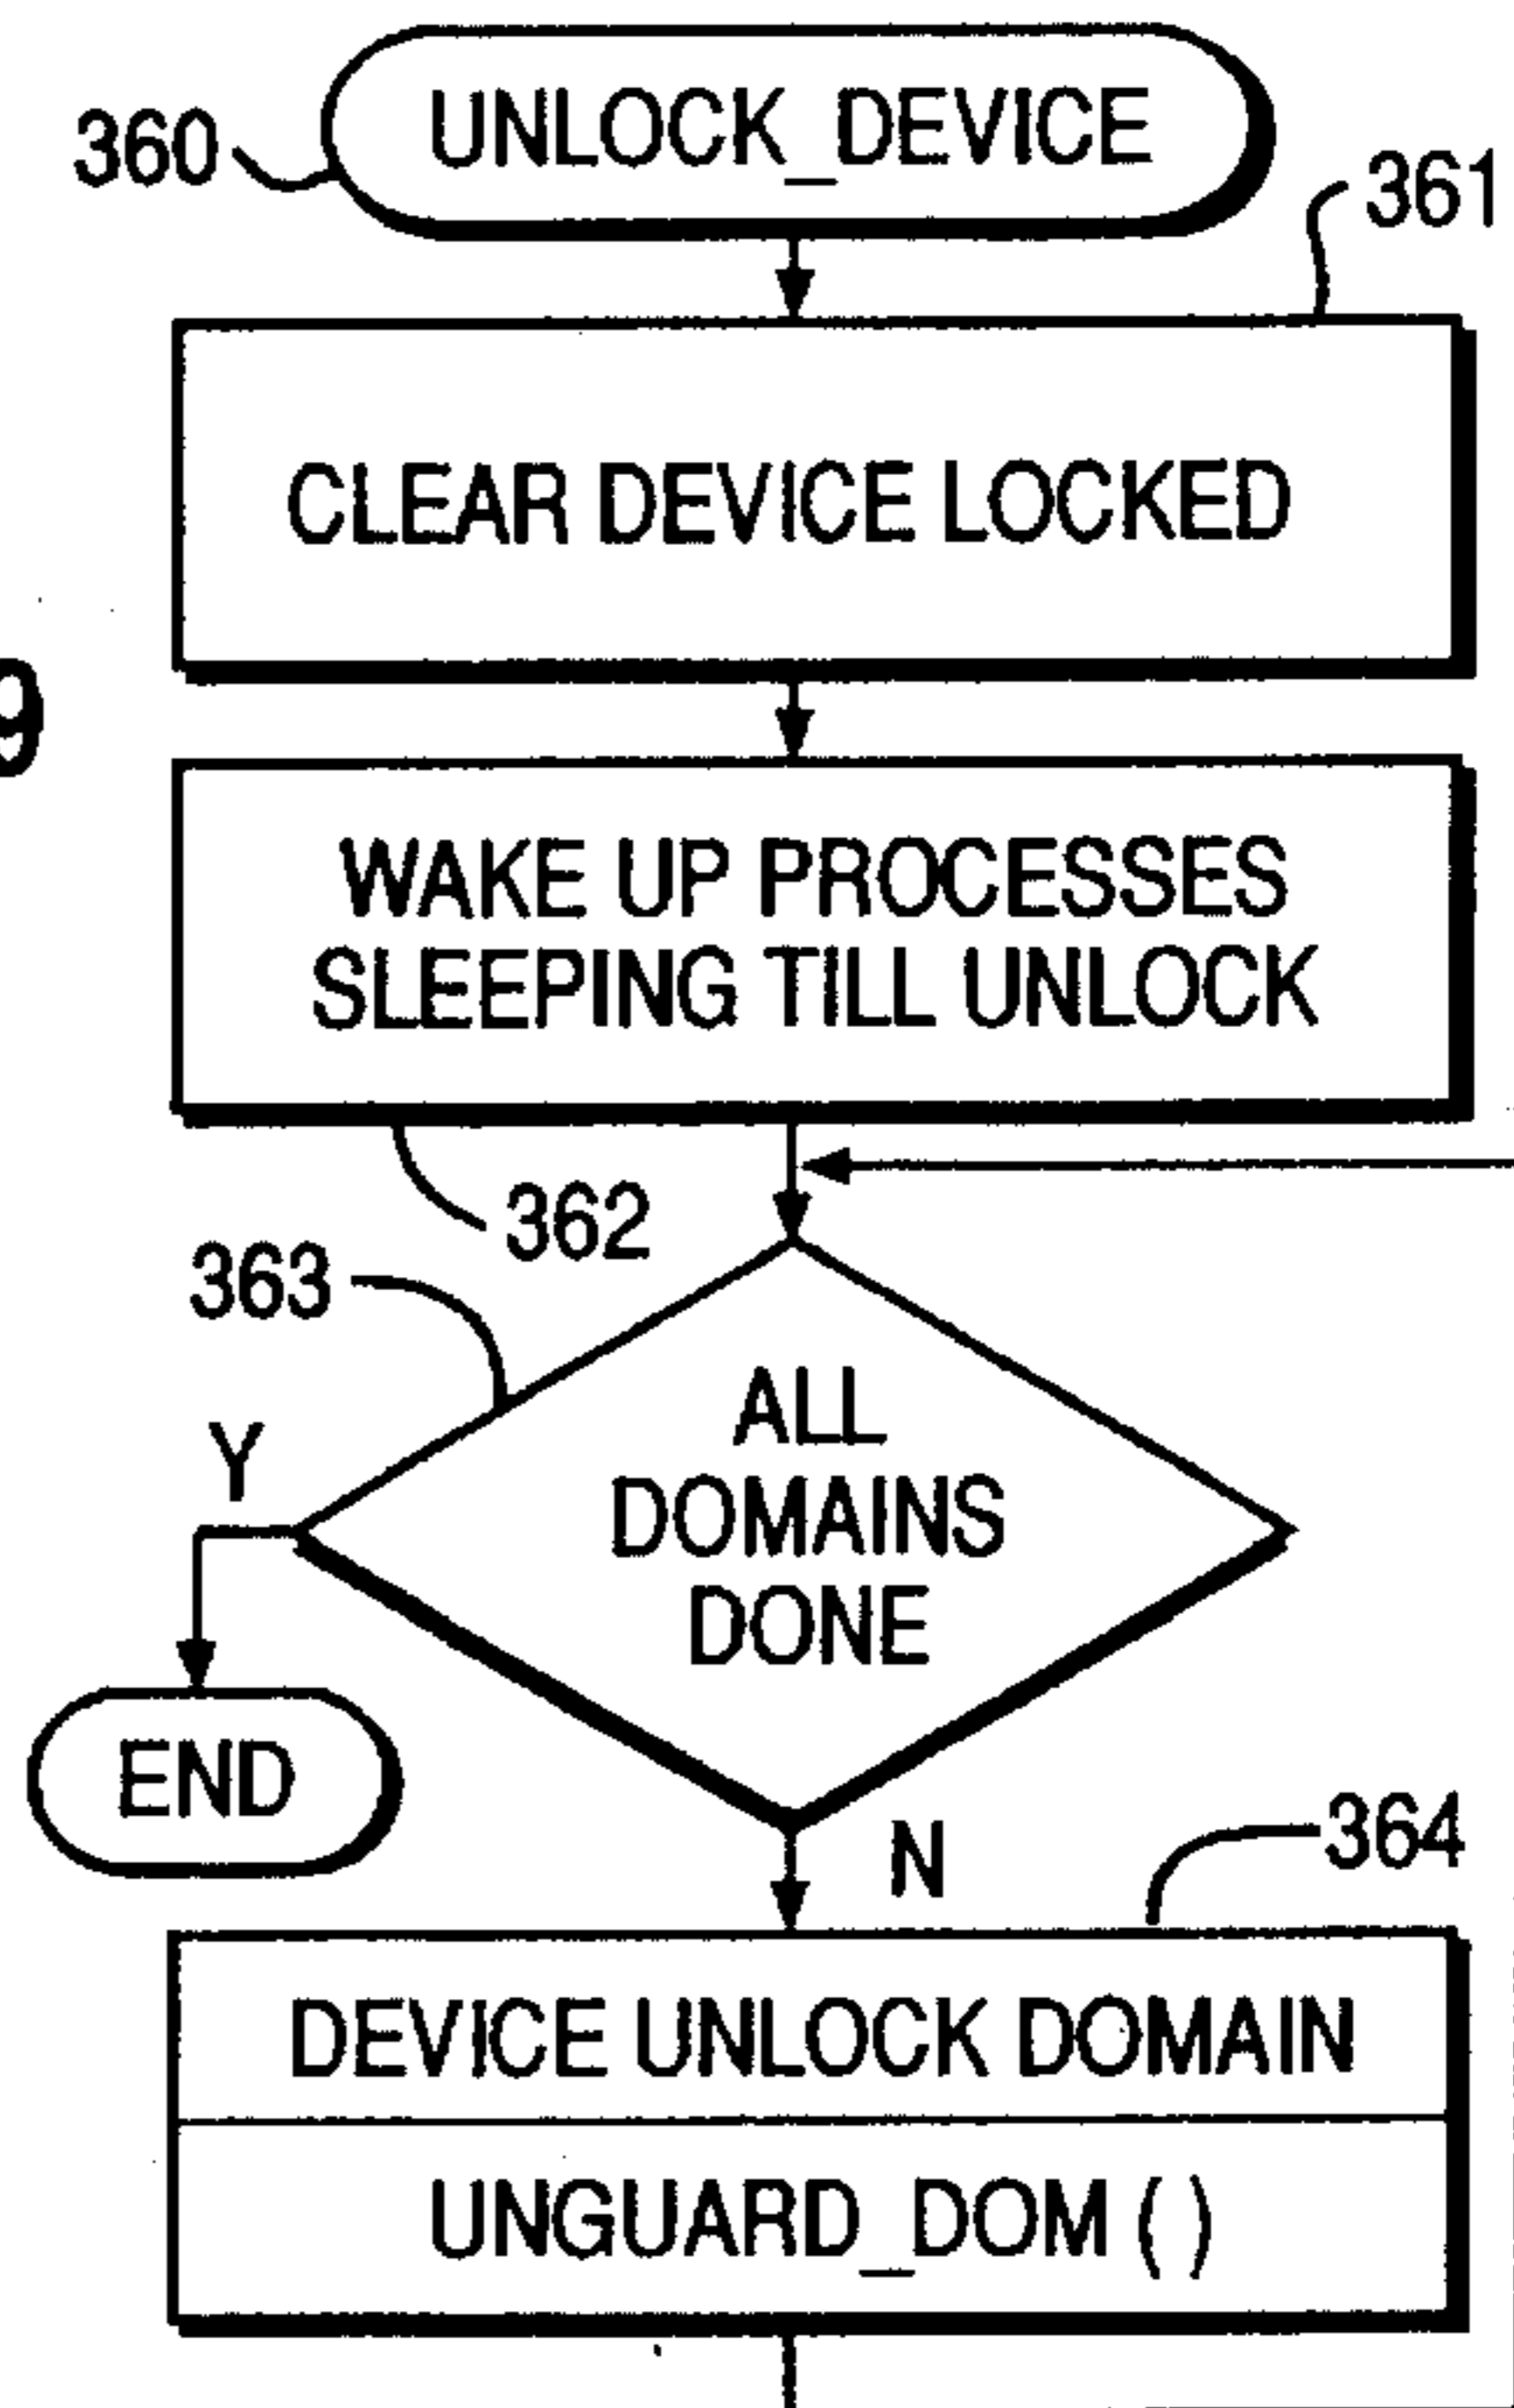 UNLOCK_DEVICE
360
361
CLEAR DEVICE LOCKED
9
WAKE UP PROCESSES
SLEEPING TILL UNLOCK
362
363
ALL
DOMAINS
DONE
Y
END
N
364
DEVICE UNLOCK DOMAIN
UNGUARD_DOM ( )